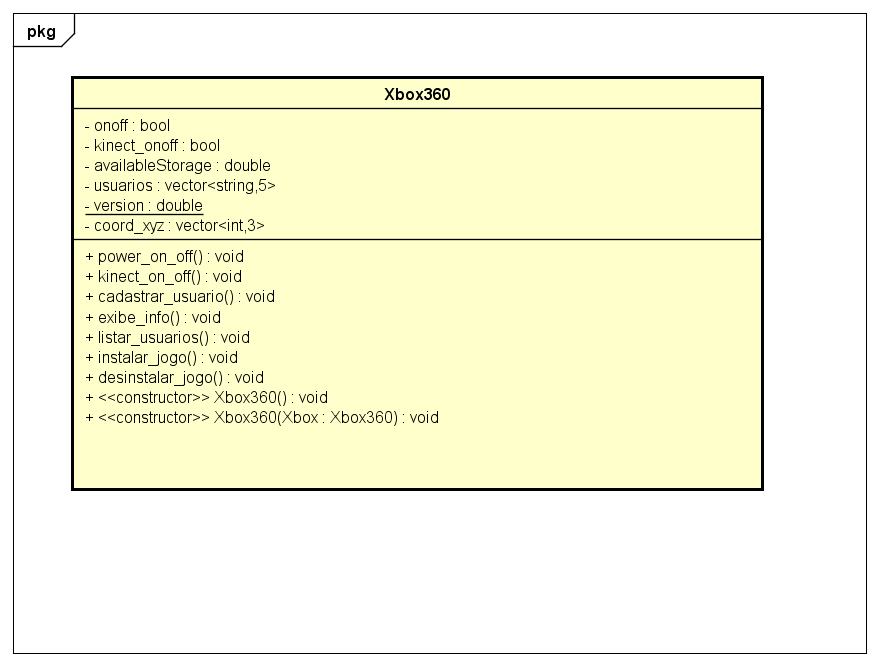 pkg
Xbox360
- onoff : bool
- kinect_onoff : bool
- availableStorage : double
- usuarios : vector<string,5>
- version : double
- coord_xyz : vector<int,3>
+ power_on_off() : void
+ kinect_on_off() : void
+ cadastrar_usuario() : void
+ exibe_info() : void
+ listar_usuarios() : void
+ instalar_jogo() : void
+ desinstalar_jogo() : void
+ <<constructor>> Xbox360() : void
+ <<constructor>> Xbox360(Xbox : Xbox360) : void